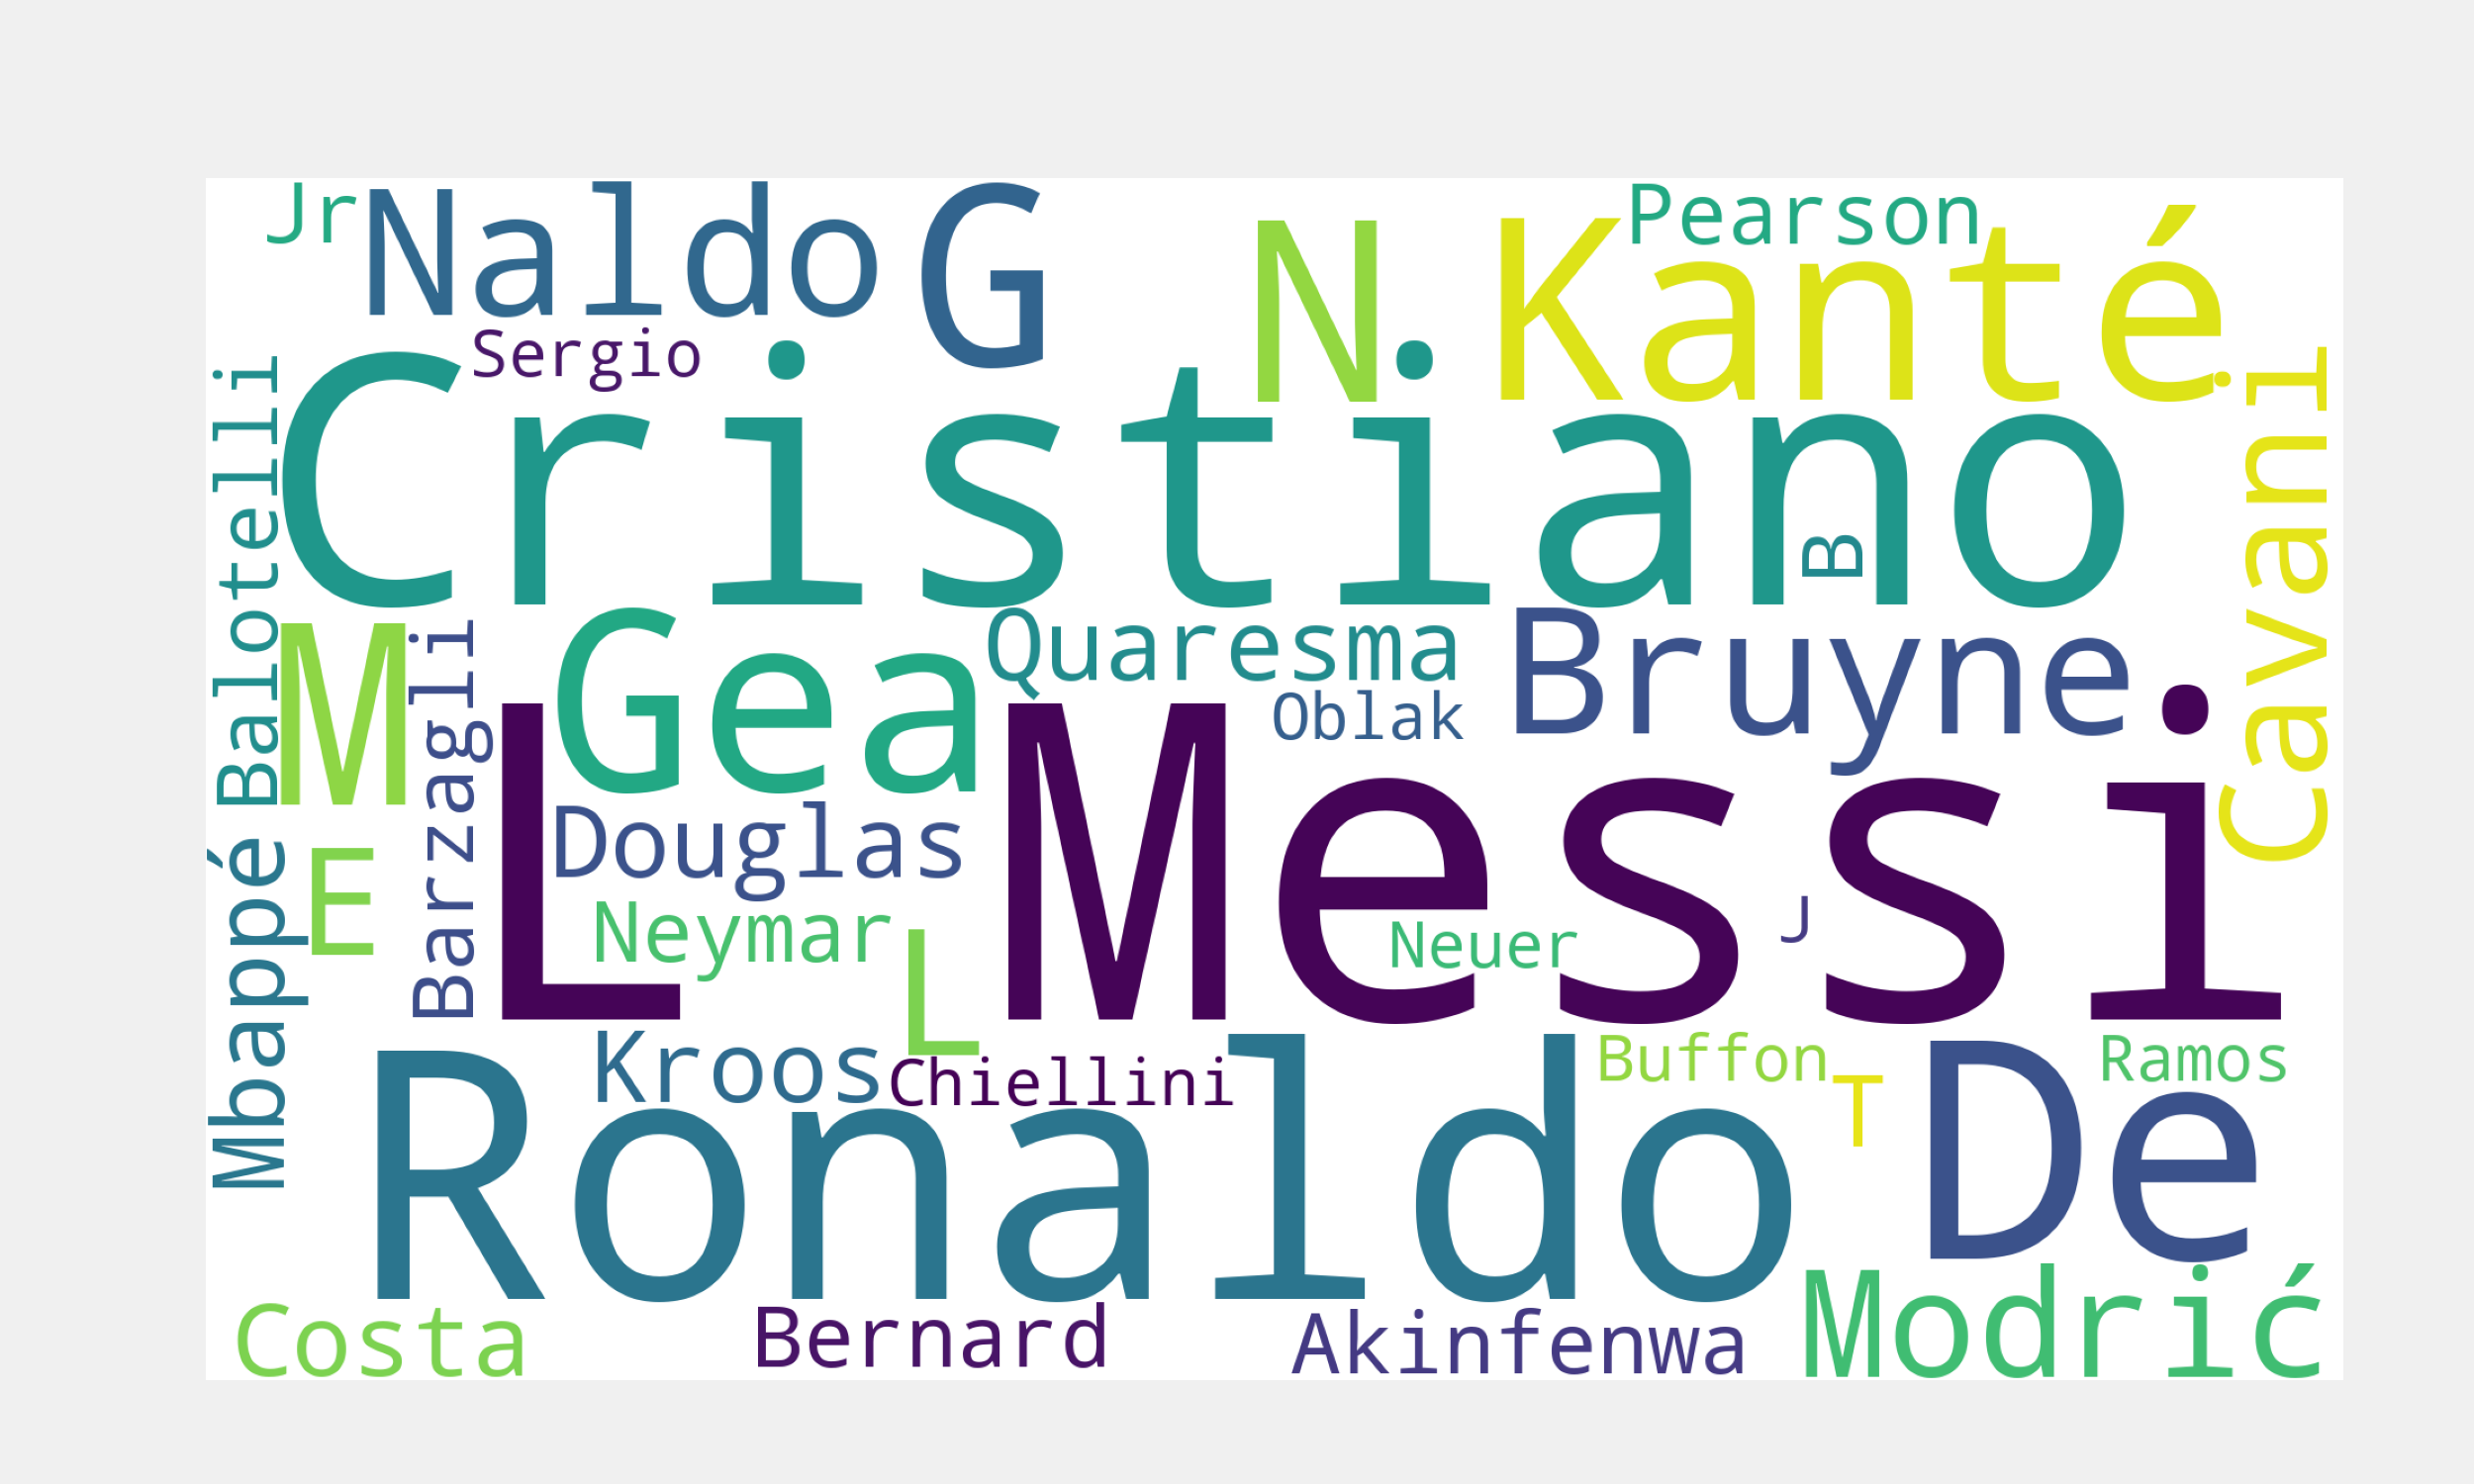 Jr
Naldo
G
N
Kanté
Pearson
Sergio
Cristiano
B
Balotelli
Cavani
M
Barzagli
Gea
Quaresma
Oblak
Bruyne
L
Messi
Douglas
E
Neymar
L
Neuer
J
Mbappé
Kroos
Chiellini
Buffon
T
Ramos
Ronaldo
De
Costa
Bernard
Akinfenwa
Modrić